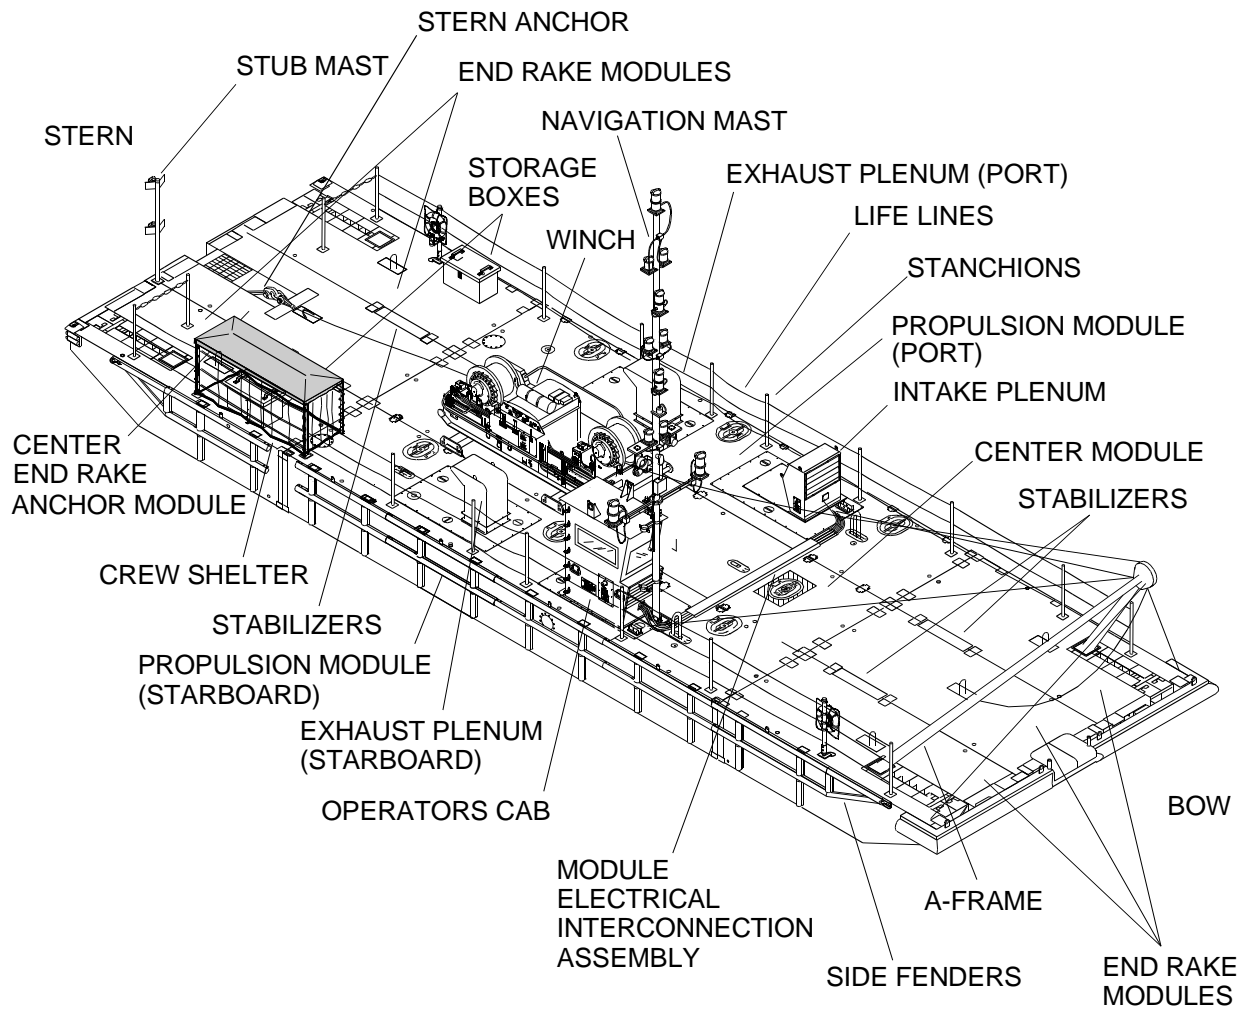 STERN ANCHOR
STUB MAST
END RAKE MODULES
NAVIGATION MAST
STERN
STORAGE
BOXES
EXHAUST PLENUM (PORT)
LIFE LINES
WINCH
STANCHIONS
PROPULSION MODULE
(PORT)
INTAKE PLENUM
CENTER
END RAKE
ANCHOR MODULE
CENTER MODULE
STABILIZERS
CREW SHELTER
STABILIZERS
PROPULSION MODULE
(STARBOARD)
EXHAUST PLENUM
(STARBOARD)
OPERATORS CAB
BOW
MODULE
ELECTRICAL
INTERCONNECTION
ASSEMBLY
A-FRAME
SIDE FENDERS
END RAKE
MODULES